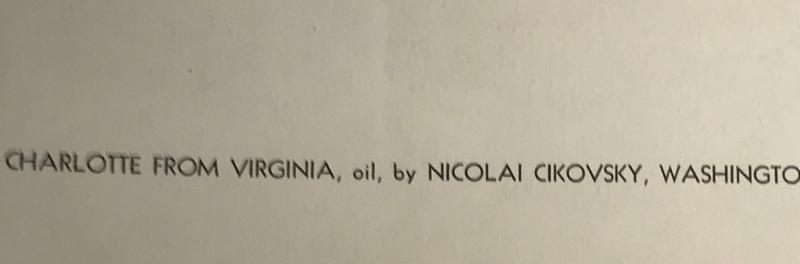 CHARLOTTE FROM VIRGINIA, oil, by NICOLAI CIKOVSKY, WASHINGTO